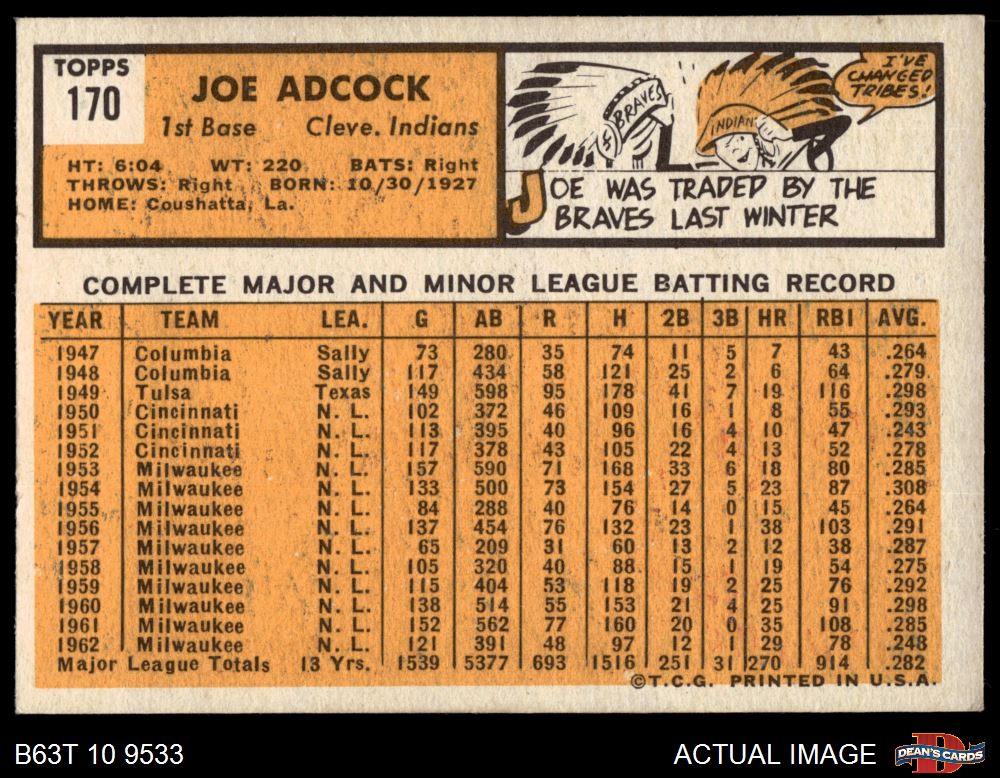 TOPPS
170
JOE ADCOCK
1st Base Cleve. Indians
HT: 6:04 WT: 220 BATS: Right
THROWS: Right BORN: 10/30/1927
HOME: Coushatta, La.
BRAVES
INDIAN
I'VE
CHANGED
TRIBES!
JOE WAS TRADED BY THE
BRAVES LAST WINTER
COMPLETE MAJOR AND MINOR LEAGUE BATTING RECORD
YEAR TEAM LEA. G AB R H 2B 3B HR RBI AVG.
1947 Columbia Sally 73 280 35 74 11 5 7 43 .264
1948 Columbia Sally 117 434 58 121 25 2 6 64 .279
1949 Tulsa Texas 149 598 95 178 41 7 19 116 .298
1950 Cincinnati N. L. 102 372 46 109 16 1 8 55 .293
1951 Cincinnati N. L. 113 395 40 96 16 4 10 47 .243
1952 Cincinnati N. L. 117 378 43 105 22 4 13 52 .278
1953 Milwaukee N. L. 157 590 71 168 33 6 18 80 .285
1954 Milwaukee N. L. 133 500 73 154 27 5 23 87 .308
1955 Milwaukee N. L. 84 288 40 76 14 0 15 45 .264
1956 Milwaukee N. L. 137 454 76 132 23 1 38 103 .291
1957 Milwaukee N. L. 65 209 31 60 13 2 12 38 .287
1958 Milwaukee N. L. 105 320 40 88 15 1 19 54 .275
1959 Milwaukee N. L. 115 404 53 118 19 2 25 76 .292
1960 Milwaukee N. L. 138 514 55 153 21 4 25 91 .298
1961 Milwaukee N. L. 152 562 77 160 20 0 35 108 .285
1962 Milwaukee N. L. 121 391 48 97 12 1 29 78 .248
Major League Totals 13 Yrs. 1539 5377 693 1516 251 31 270 914 .282
©T.C.G. PRINTED IN U.S.A.
B63T 10 9533
ACTUAL IMAGE
D
DEAN'S CARDS